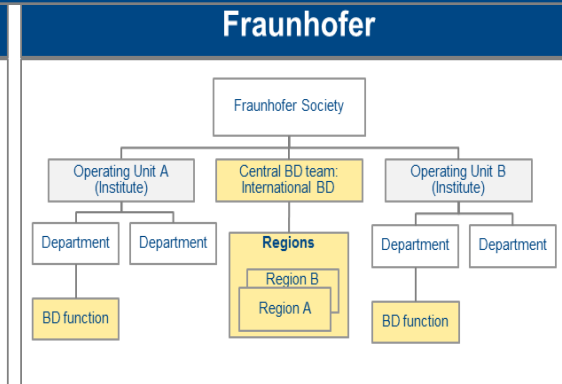 Fraunhofer
Fraunhofer Society
Operating Unit A
(Institute)
Central BD team:
International BD
Operating Unit B
(Institute)
Department
Department
Regions
Region B
Region A
Department
Department
BD function
BD function